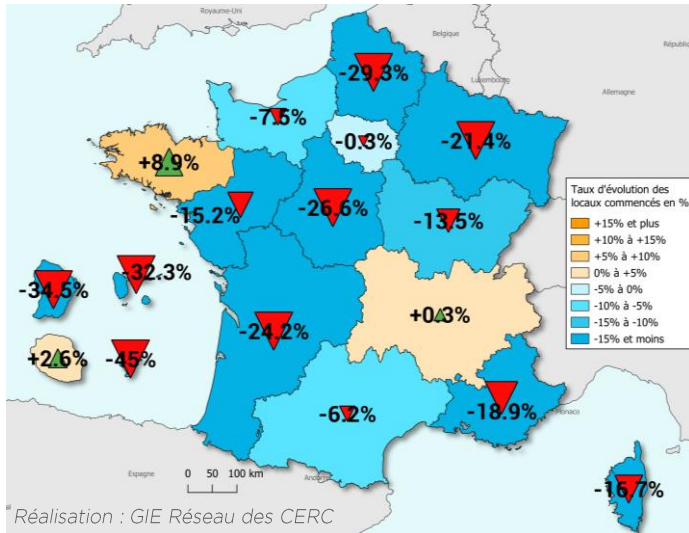 Royaume-Uni
Belgique
Républ
Luxembourg
Allemagne
-29.3%
-7.5%
-0.3%
-21.4%
+8.9%
-15.2%
-26.6%
-13.5%
-34.5%
-32.3%
-24.2%
+0.3%
+2.6%
-45%
-6.2%
-18.9%
Monaco
-16.7%
Taux d'évolution des
locaux commencés en %
+15% et plus
+10% à +15%
+5% à +10%
0% à +5%
-5% à 0%
-10% à -5%
-15% à -10%
-15% et moins
Espagne
0 50 100 km
Réalisation : GIE Réseau des CERC